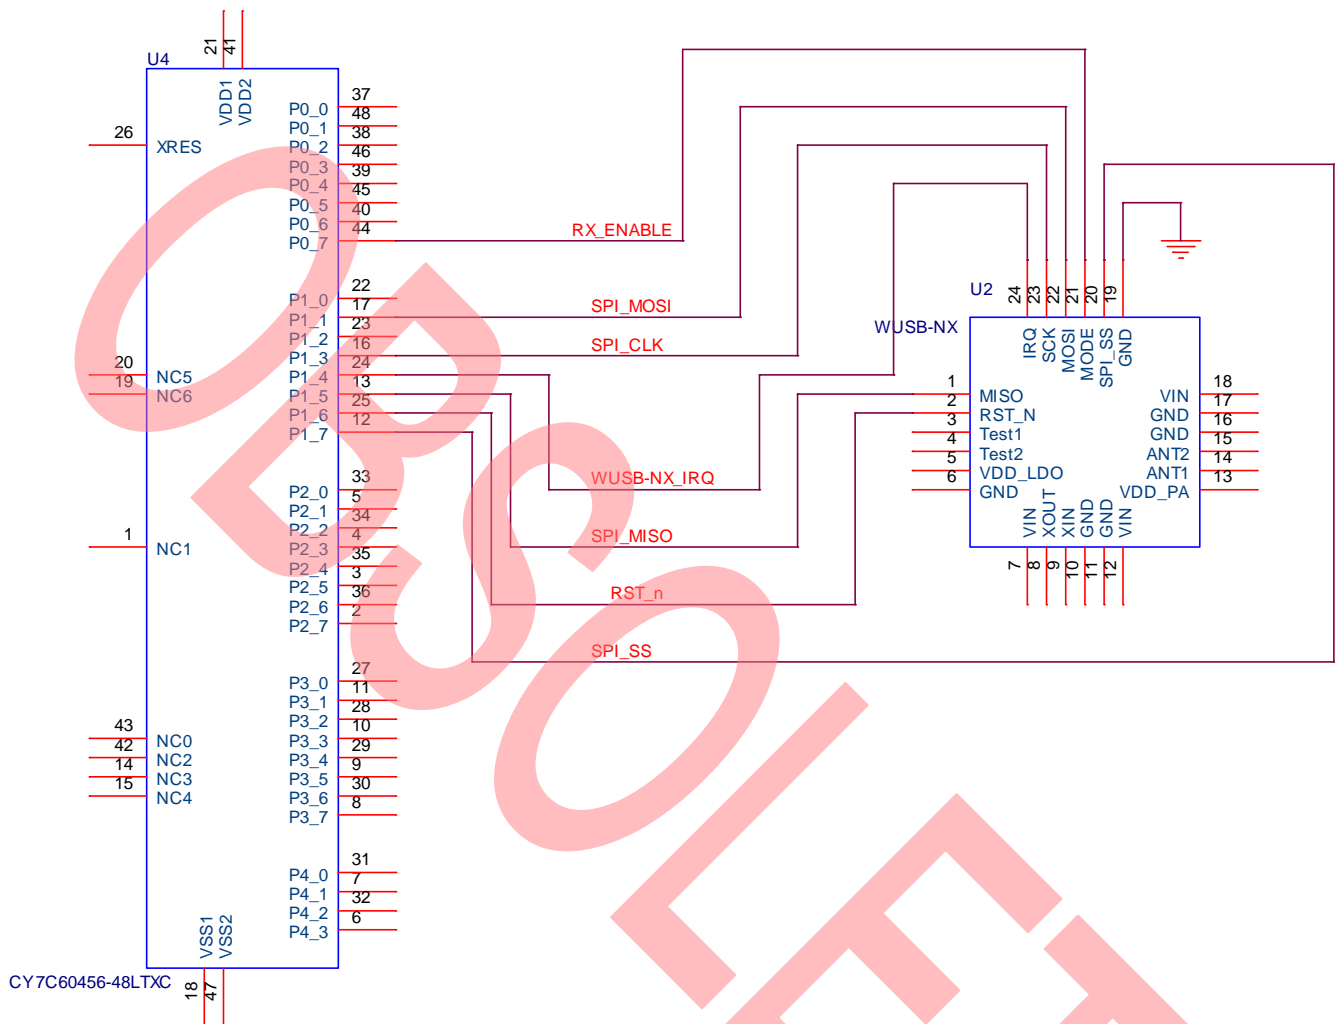 U4
21
41
VDD1
VDD2
26
XRES
20
NC5
19
NC6
1
NC1
43
NC0
42
NC2
14
NC3
15
NC4
VSS1
VSS2
18
47
CY7C60456-48LTXC
P0_0 37
P0_1 48
P0_2 38
P0_3 46
P0_4 39
P0_5 45
P0_6 40
P0_7 44
P1_0 22
P1_1 17
P1_2 23
P1_3 16
P1_4 24
P1_5 13
P1_6 25
P1_7 12
P2_0 33
P2_1 5
P2_2 34
P2_3 4
P2_4 35
P2_5 3
P2_6 36
P2_7 2
P3_0 27
P3_1 11
P3_2 28
P3_3 10
P3_4 29
P3_5 9
P3_6 30
P3_7 8
P4_0 31
P4_1 7
P4_2 32
P4_3 6
RX_ENABLE
SPI_MOSI
SPI_CLK
WUSB-NX_IRQ
SPI_MISO
RST_n
SPI_SS
U2
WUSB-NX
24 IRQ
23 SCK
22 MOSI
21 MODE
20 SPI_SS
19 GND
1 MISO
2 RST_N
3 Test1
4 Test2
5 VDD_LDO
6 GND
VIN 18
GND 17
GND 16
ANT2 15
ANT1 14
VDD_PA 13
VIN 7
XOUT 8
XIN 9
GND 10
GND 11
VIN 12
OBSOLET